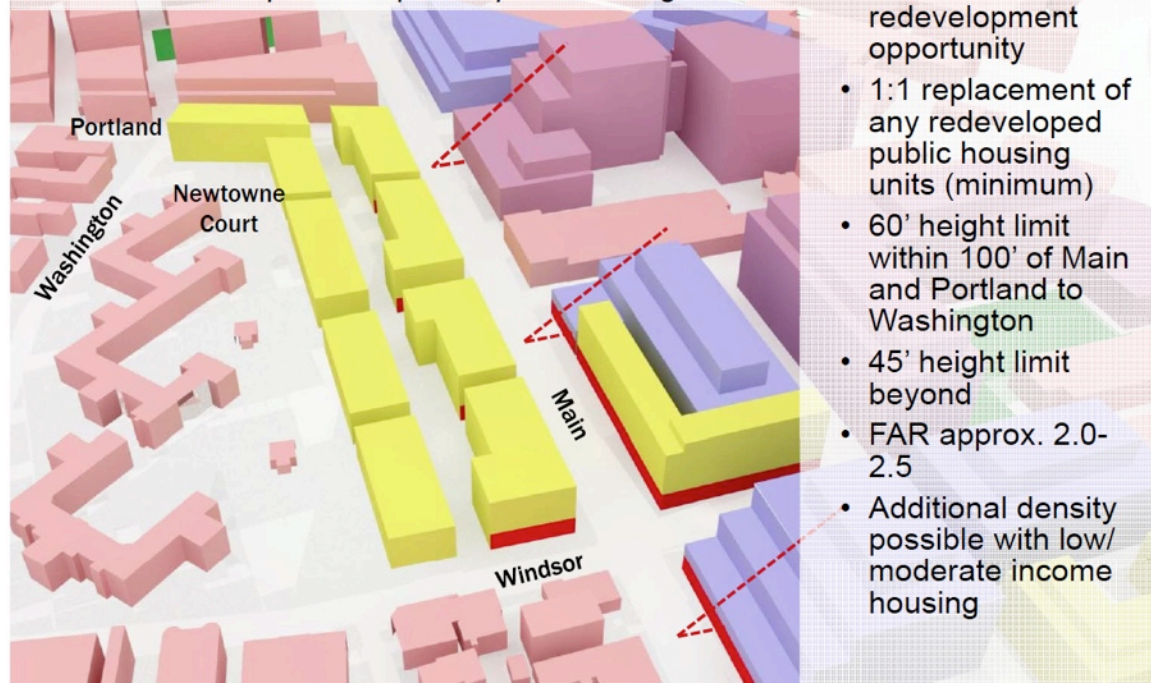 redevelopment
opportunity
• 1:1 replacement of
any redeveloped
public housing
units (minimum)
• 60’ height limit
within 100’ of Main
and Portland to
Washington
• 45’ height limit
beyond
• FAR approx. 2.0-
2.5
• Additional density
possible with low/
moderate income
housing
Portland
Newtowne
Court
Washington
Main
Windsor